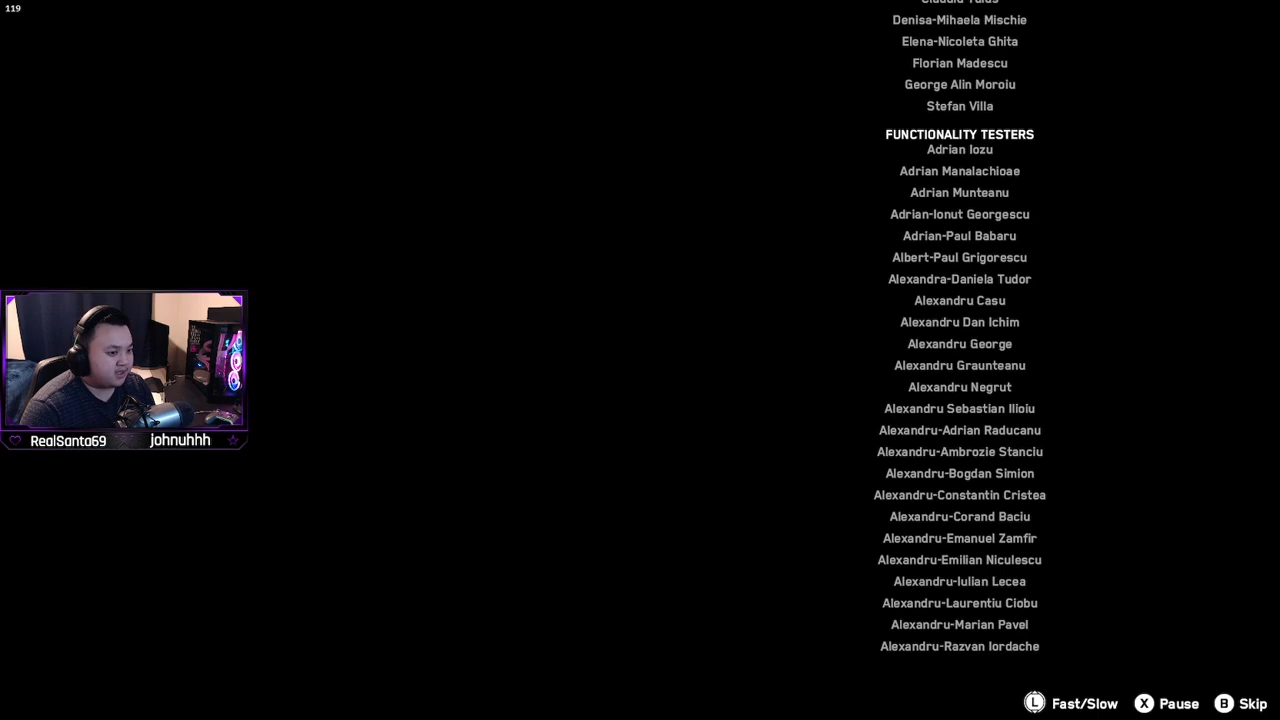 119
Denisa-Mihaela Mischie
Elena-Nicoleta Ghita
Florian Madescu
George Alin Moroiu
Stefan Villa
FUNCTIONALITY TESTERS
Adrian Iozu
Adrian Manalachioae
Adrian Munteanu
Adrian-Ionut Georgescu
Adrian-Paul Babaru
Albert-Paul Grigorescu
Alexandra-Daniela Tudor
Alexandru Casu
Alexandru Dan Ichim
Alexandru George
Alexandru Graunteanu
Alexandru Negrut
Alexandru Sebastian Ilioiu
Alexandru-Adrian Raducanu
Alexandru-Ambrozie Stanciu
Alexandru-Bogdan Simion
Alexandru-Constantin Cristea
Alexandru-Corand Baciu
Alexandru-Emanuel Zamfir
Alexandru-Emilian Niculescu
Alexandru-Iulian Lecea
Alexandru-Laurentiu Ciobu
Alexandru-Marian Pavel
Alexandru-Razvan Iordache
RealSanta69 johnuhhh
L Fast/Slow X Pause B Skip